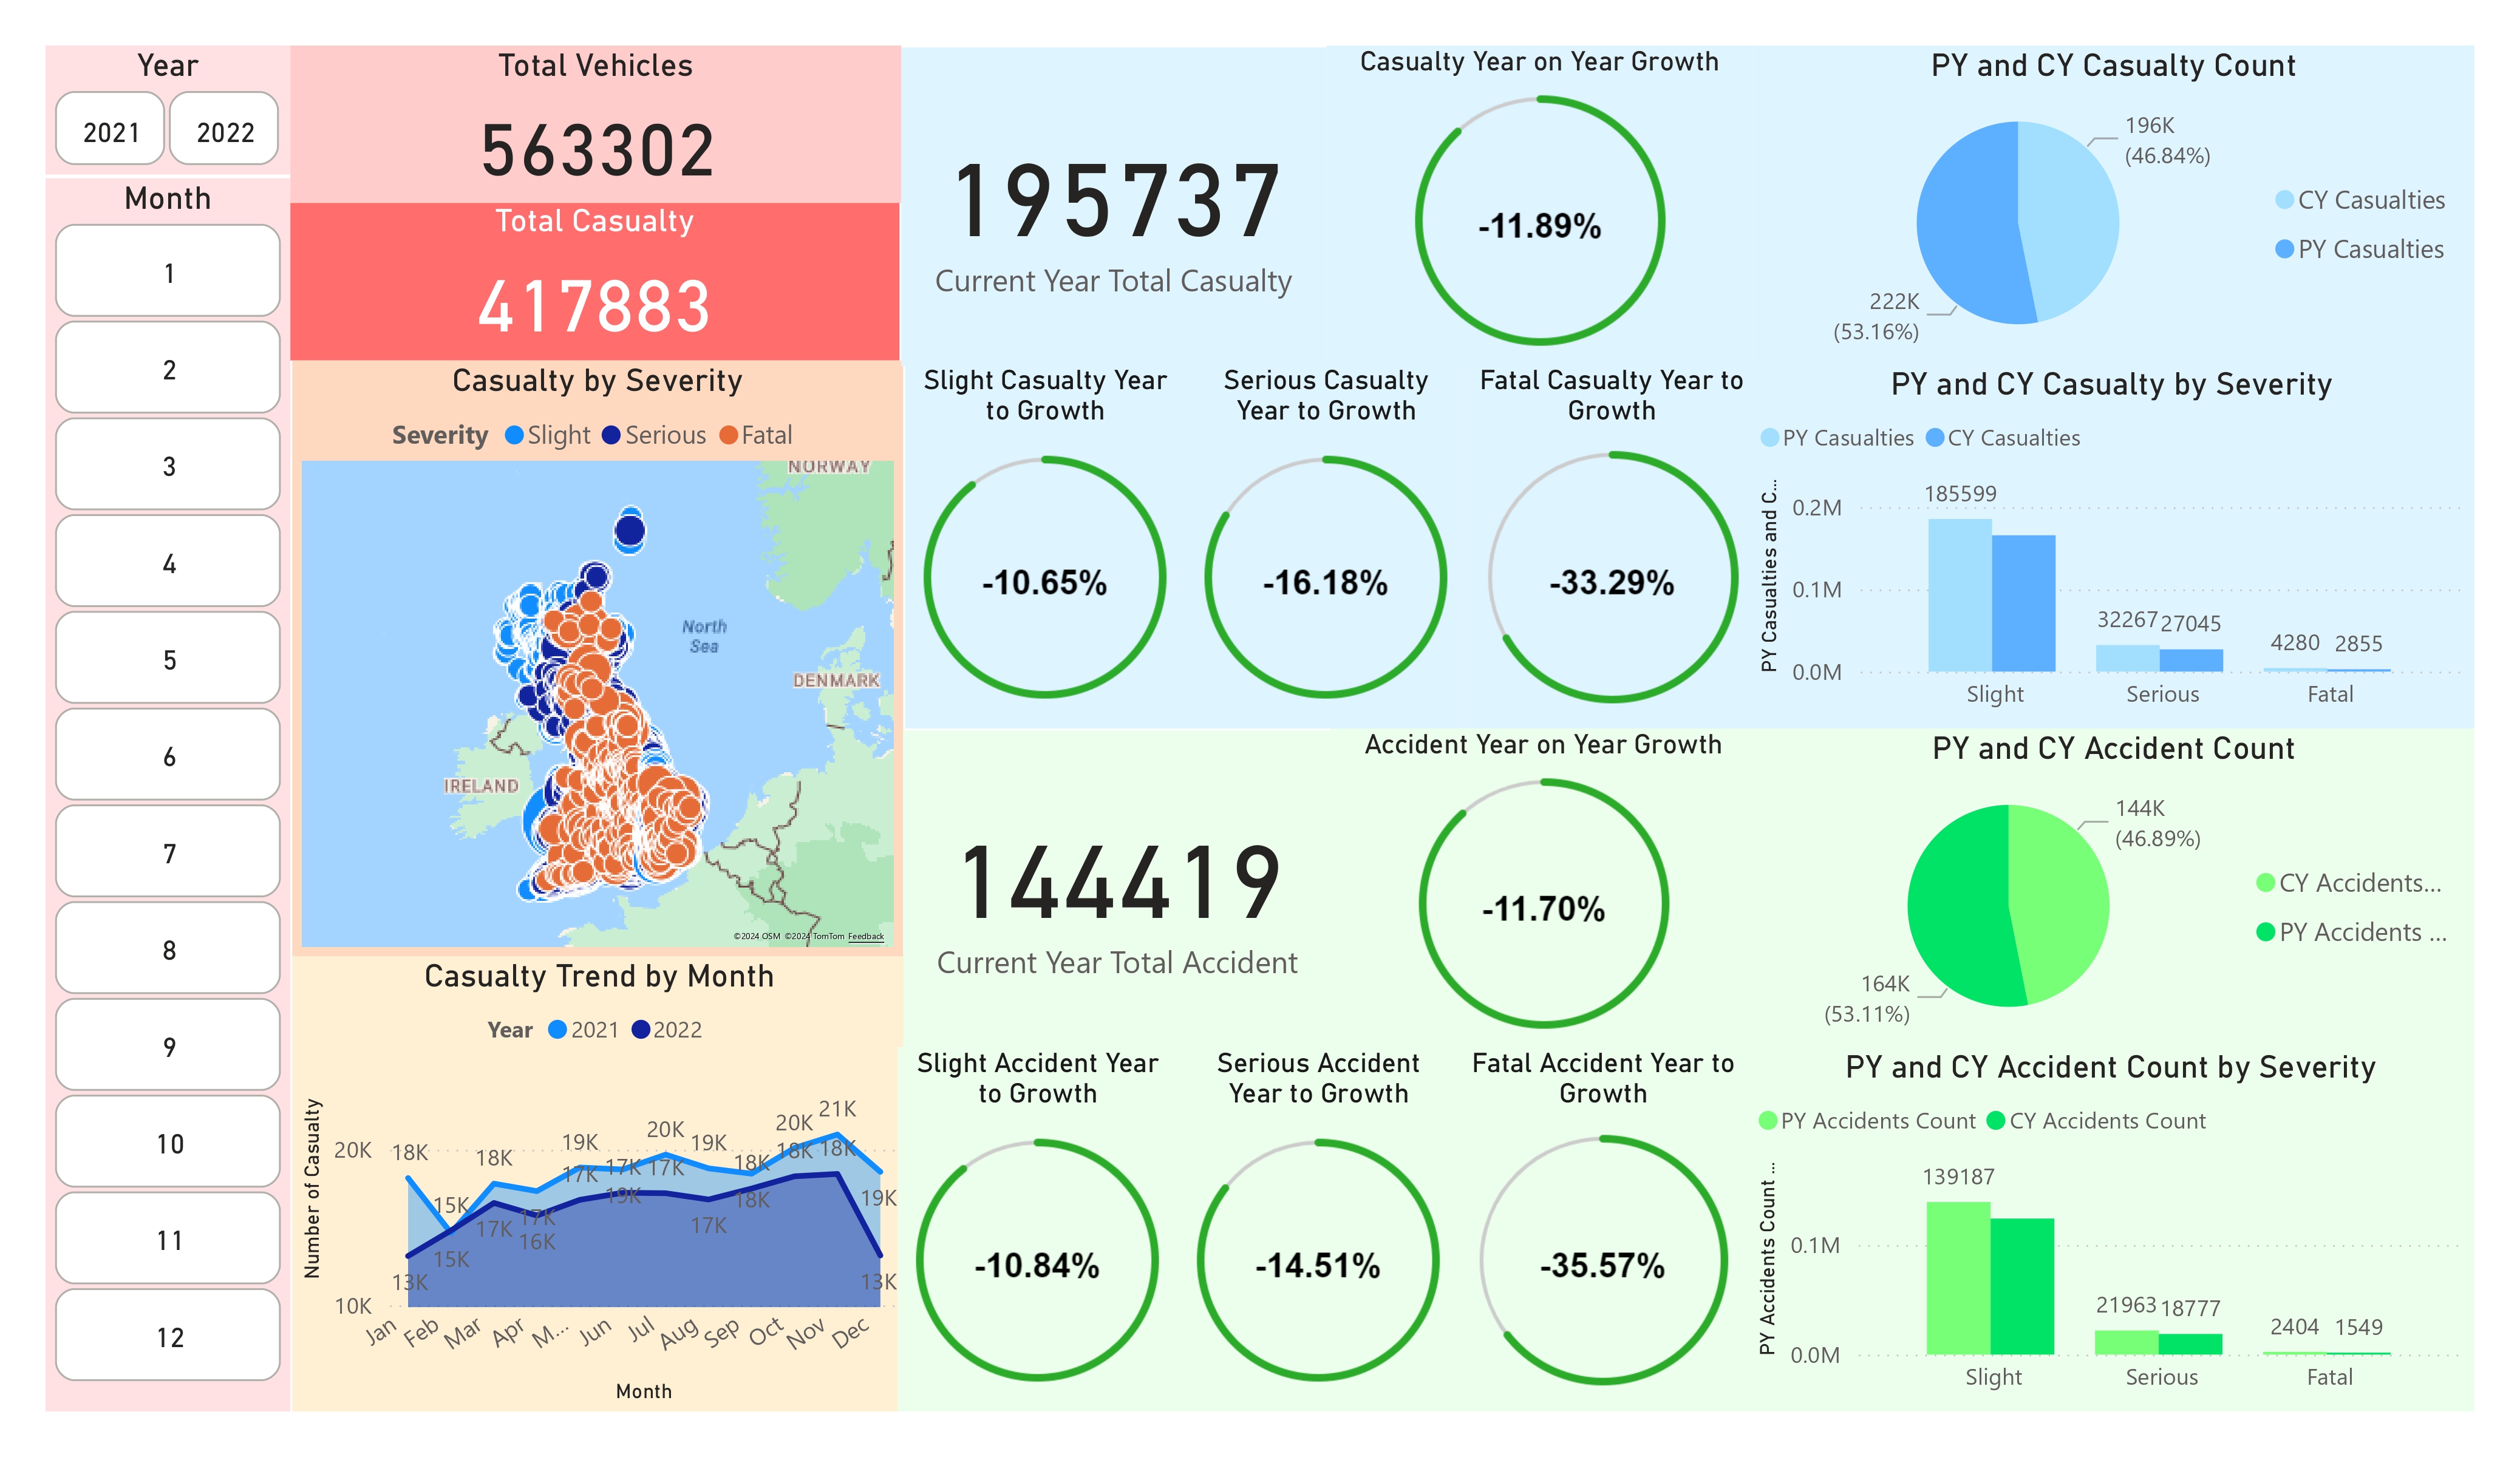 Year
2021
2022
Month
1
2
3
4
5
6
7
8
9
10
11
12
Total Vehicles
563302
Total Casualty
417883
Casualty by Severity
Severity Slight Serious Fatal
NORWAY
North
Sea
DENMARK
IRELAND
©2024 OSM ©2024 TomTom Feedback
Casualty Trend by Month
Year 2021 2022
Number of Casualty
20K
10K
18K
15K
18K
17K
19K
19K
20K
19K
18K
20K
21K
19K
13K
15K
17K
16K
17K
17K
17K
17K
18K
18K
18K
13K
Jan
Feb
Mar
Apr
M...
Jun
Jul
Aug
Sep
Oct
Nov
Dec
Month
195737
Current Year Total Casualty
Casualty Year on Year Growth
-11.89%
Slight Casualty Year
to Growth
-10.65%
Serious Casualty
Year to Growth
-16.18%
Fatal Casualty Year to
Growth
-33.29%
PY and CY Casualty Count
196K
(46.84%)
222K
(53.16%)
CY Casualties
PY Casualties
PY and CY Casualty by Severity
PY Casualties CY Casualties
PY Casualties and C...
0.2M
0.1M
0.0M
185599
32267
27045
4280
2855
Slight
Serious
Fatal
144419
Current Year Total Accident
Accident Year on Year Growth
-11.70%
Slight Accident Year
to Growth
-10.84%
Serious Accident
Year to Growth
-14.51%
Fatal Accident Year to
Growth
-35.57%
PY and CY Accident Count
144K
(46.89%)
164K
(53.11%)
CY Accidents...
PY Accidents ...
PY and CY Accident Count by Severity
PY Accidents Count CY Accidents Count
PY Accidents Count ...
0.1M
0.0M
139187
21963
18777
2404
1549
Slight
Serious
Fatal